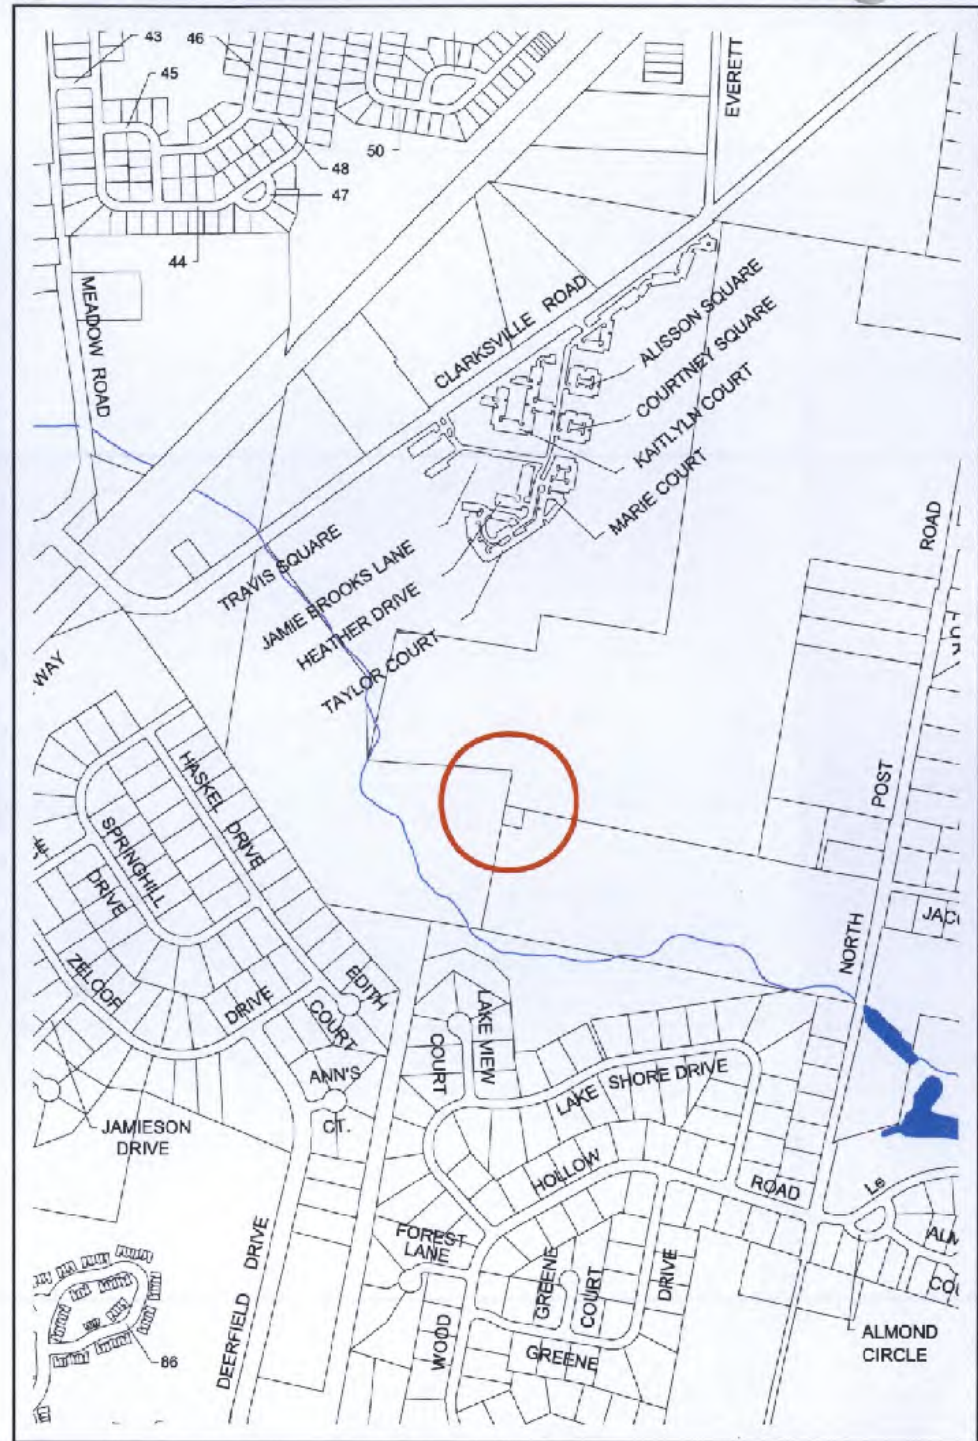 43
46
45
EVERETT
50
48
47
44
MEADOW ROAD
CLARKSVILLE ROAD
ALISSON SQUARE
COURTNEY SQUARE
KAITLYLN COURT
MARIE COURT
ROAD
TRAVIS SQUARE
JAMIE BROOKS LANE
HEATHER DRIVE
TAYLOR COURT
WAY
HASKEL DRIVE
POST
SPRINGHILL
DRIVE
JAC
NORTH
ZELOOF
DRIVE
EDITH
COURT
LAKE VIEW
COURT
ANN'S
CT.
LAKE SHORE DRIVE
JAMIESON
DRIVE
HOLLOW
ROAD
Le
FOREST
LANE
DEERFIELD DRIVE
WOOD
GREENE
COURT
DRIVE
GREENE
CO
ALMOND
CIRCLE
86